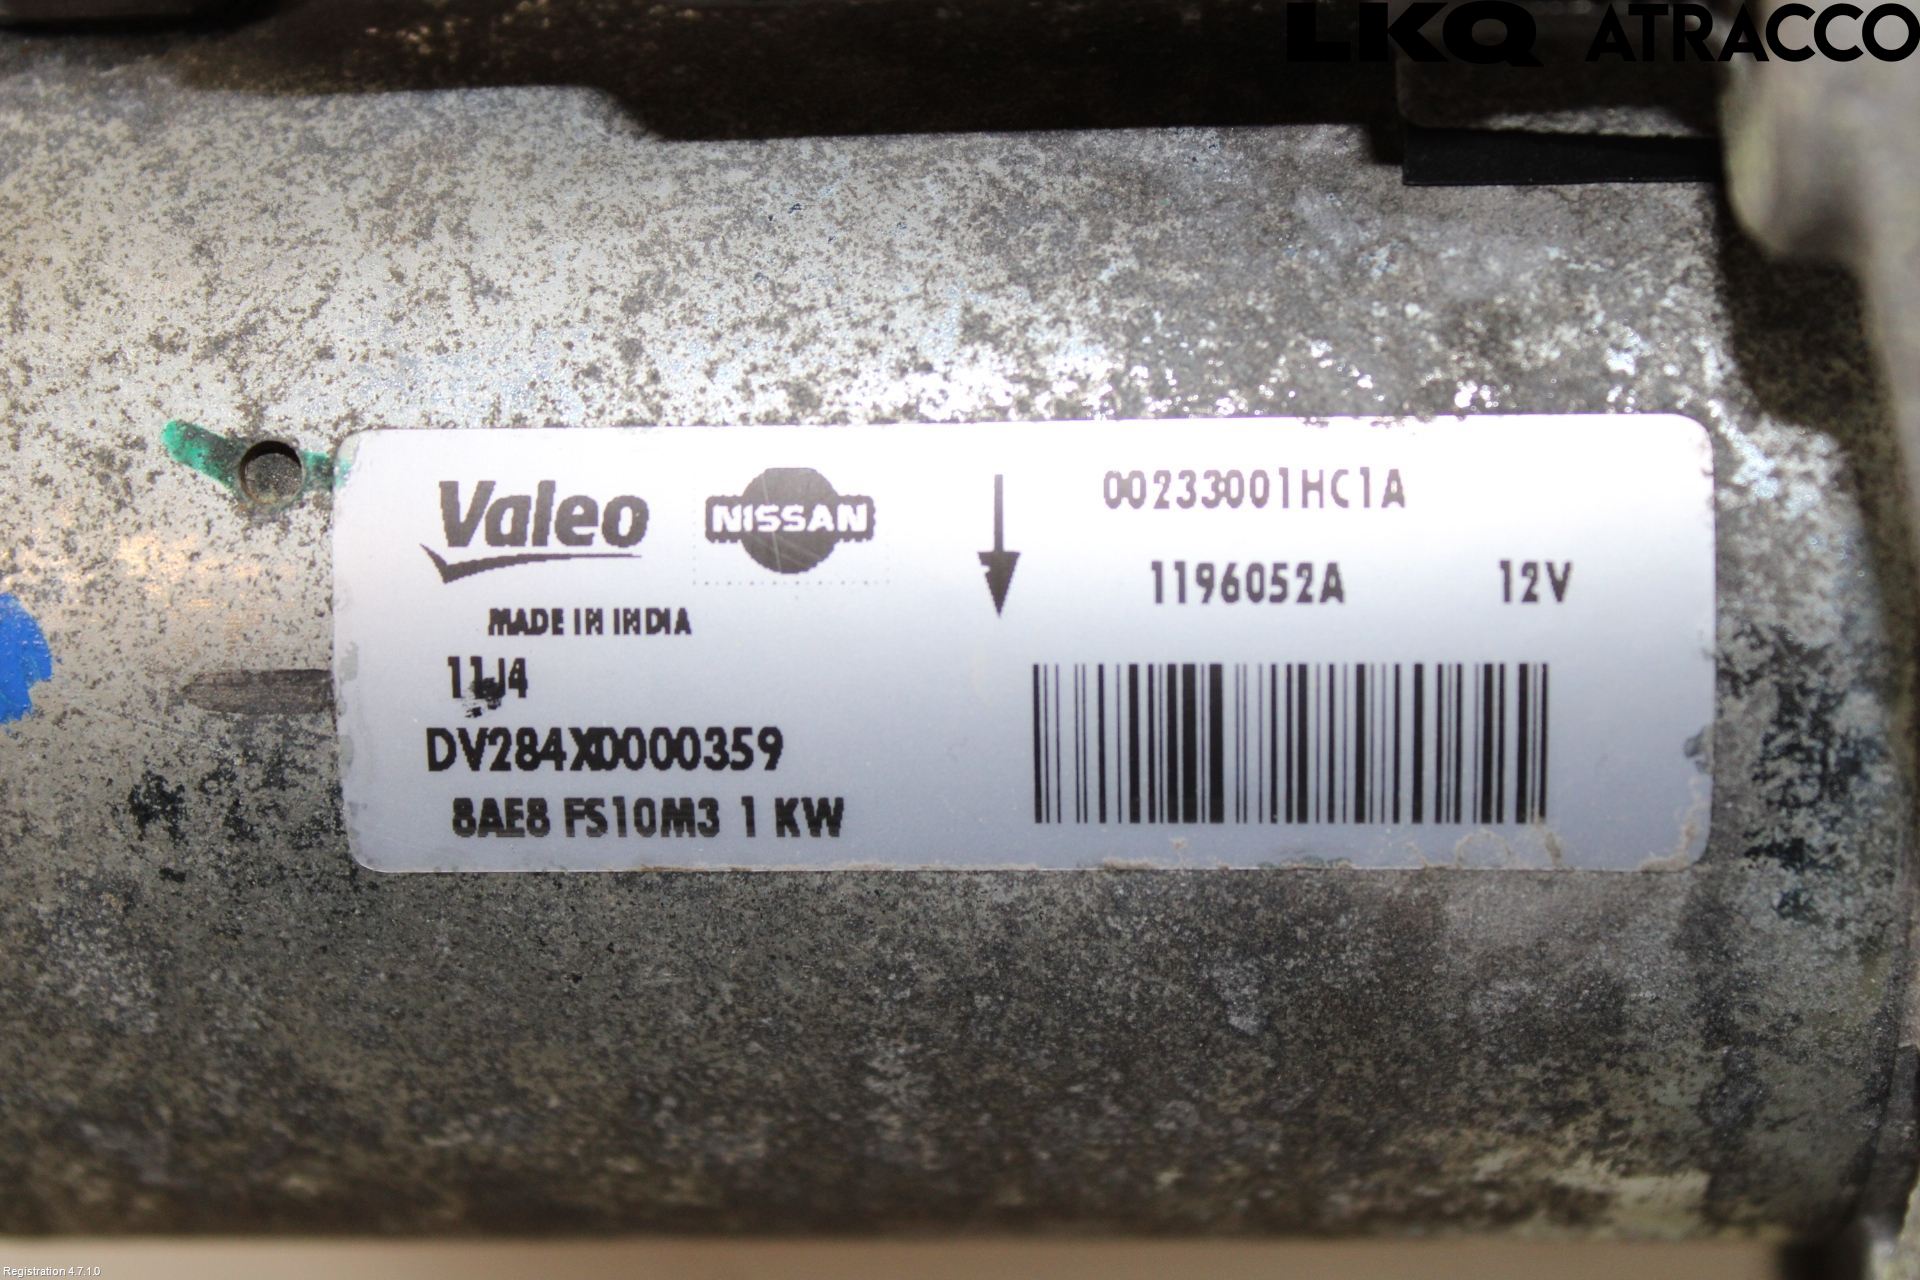 LKQ ATRACCO
Valeo NISSAN
00233001HC1A
1196052A 12V
MADE IN INDIA
11J4
DV284X0000359
8AE8 FS10M3 1 KW
Registration 4.7.1.0